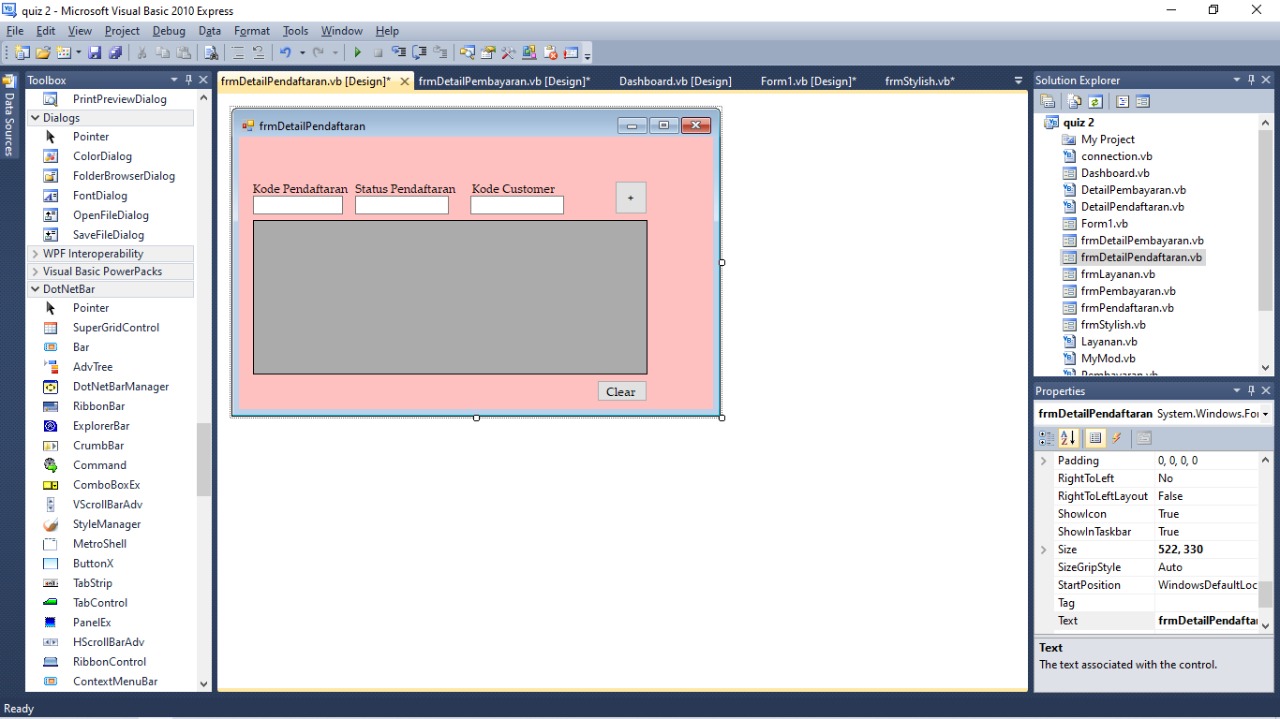 quiz 2 - Microsoft Visual Basic 2010 Express
File Edit View Project Debug Data Format Tools Window Help
Data Sources
Toolbox
PrintPreviewDialog
Dialogs
Pointer
ColorDialog
FolderBrowserDialog
FontDialog
OpenFileDialog
SaveFileDialog
WPF Interoperability
Visual Basic PowerPacks
DotNetBar
Pointer
SuperGridControl
Bar
AdvTree
DotNetBarManager
RibbonBar
ExplorerBar
CrumbBar
Command
ComboBoxEx
VScrollBarAdv
StyleManager
MetroShell
ButtonX
TabStrip
TabControl
PanelEx
HScrollBarAdv
RibbonControl
ContextMenuBar
frmDetailPendaftaran.vb [Design]* frmDetailPembayaran.vb [Design]* Dashboard.vb [Design] Form1.vb [Design]* frmStylish.vb*
frmDetailPendaftaran
Kode Pendaftaran Status Pendaftaran Kode Customer
+
Clear
Solution Explorer
quiz 2
My Project
connection.vb
Dashboard.vb
DetailPembayaran.vb
DetailPendaftaran.vb
Form1.vb
frmDetailPembayaran.vb
frmDetailPendaftaran.vb
frmLayanan.vb
frmPembayaran.vb
frmPendaftaran.vb
frmStylish.vb
Layanan.vb
MyMod.vb
Pembayaran.vb
Properties
frmDetailPendaftaran System.Windows.For
Padding 0, 0, 0, 0
RightToLeft No
RightToLeftLayout False
ShowIcon True
ShowInTaskbar True
Size 522, 330
SizeGripStyle Auto
StartPosition WindowsDefaultLoc
Tag
Text frmDetailPendaftar
Text
The text associated with the control.
Ready